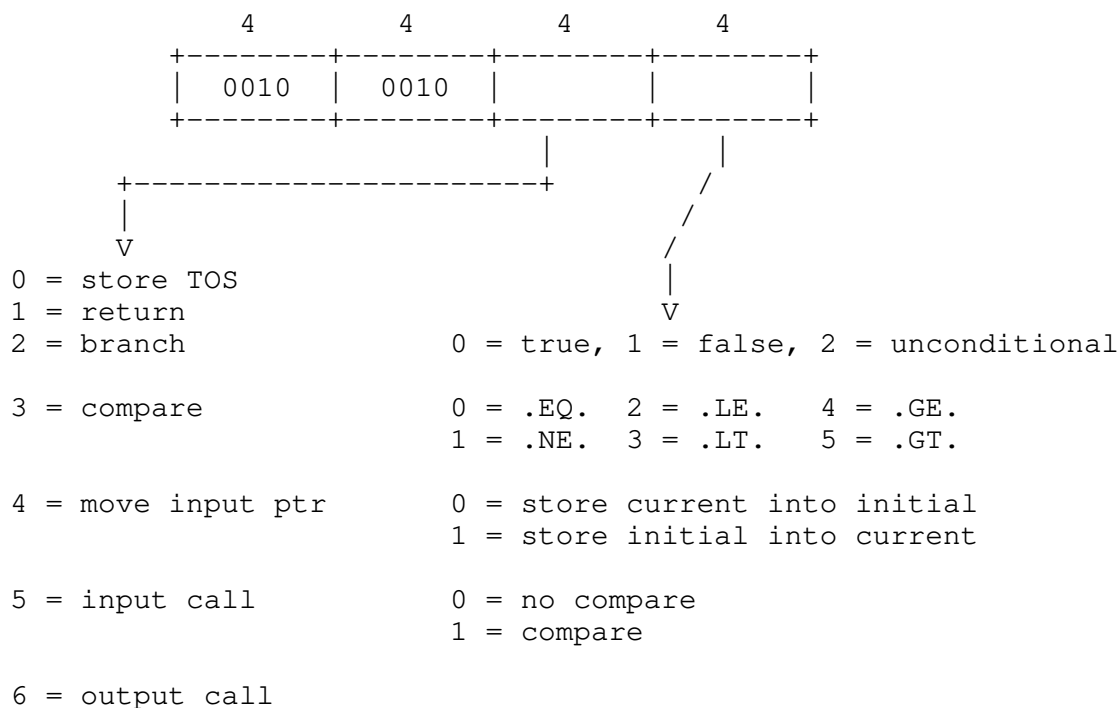 4 4 4 4
+--------+--------+--------+--------+
| 0010 | 0010 | | |
+--------+--------+--------+--------+
| |
+-----------------------+ /
| /
V /
0 = store TOS |
1 = return V
2 = branch 0 = true, 1 = false, 2 = unconditional
3 = compare 0 = .EQ. 2 = .LE. 4 = .GE.
1 = .NE. 3 = .LT. 5 = .GT.
4 = move input ptr 0 = store current into initial
1 = store initial into current
5 = input call 0 = no compare
1 = compare
6 = output call